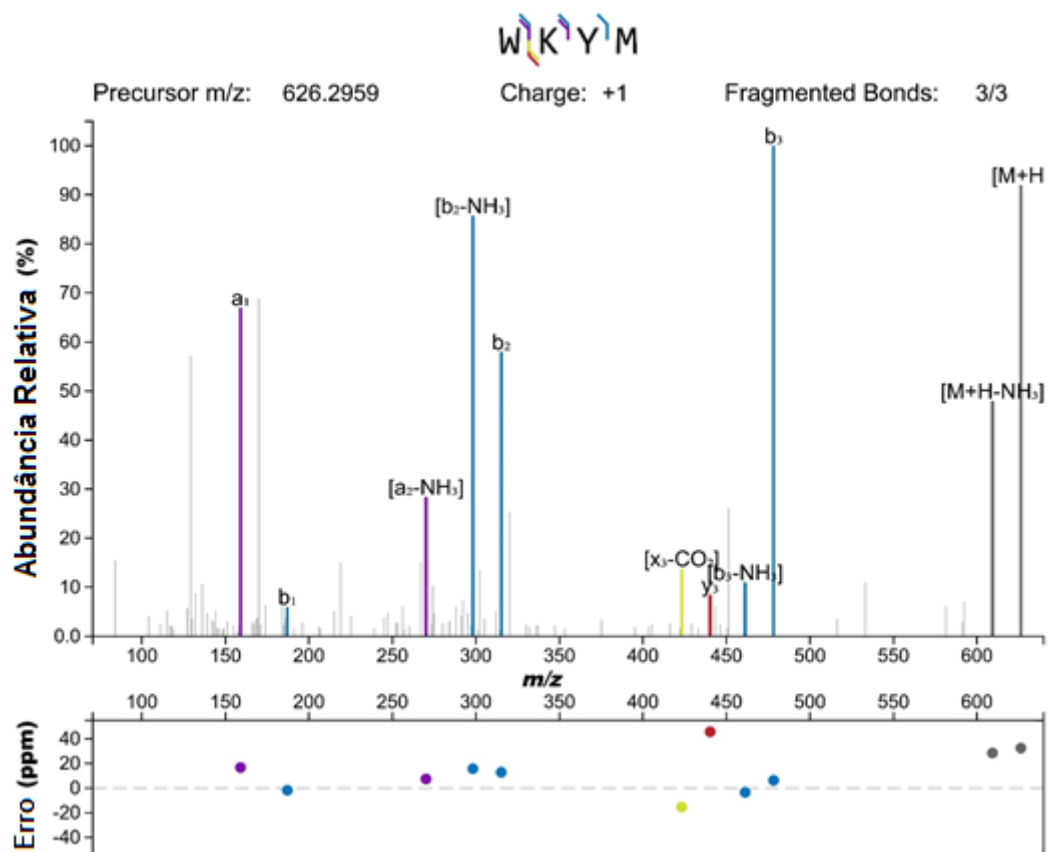 WKYM
Precursor m/z: 626.2959 Charge: +1 Fragmented Bonds: 3/3
Abundância Relativa (%)
100
90
80
70
60
50
40
30
20
10
0.0
b₃
[M+H
[b₂-NH₃]
a₁
b₂
[M+H-NH₃]
[a₂-NH₃]
[x₃-CO₂]
[b₃-NH₃]
y₃
b₁
100 150 200 250 300 350 400 450 500 550 600
m/z
100 150 200 250 300 350 400 450 500 550 600
Erro (ppm)
40
20
0
-20
-40